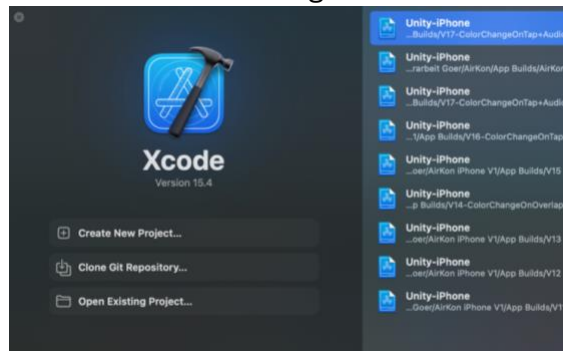 Xcode
Version 15.4
Create New Project...
Clone Git Repository...
Open Existing Project...
Unity-iPhone
...Builds/V17-ColorChangeOnTap+Audio
Unity-iPhone
...rarbeit Goer/AirKon/App Builds/AirKon
Unity-iPhone
...Builds/V17-ColorChangeOnTap+Audio
Unity-iPhone
...1/App Builds/V16-ColorChangeOnTap
Unity-iPhone
...oer/AirKon iPhone V1/App Builds/V15
Unity-iPhone
...p Builds/V14-ColorChangeOnOverlap
Unity-iPhone
...oer/AirKon iPhone V1/App Builds/V13
Unity-iPhone
...oer/AirKon iPhone V1/App Builds/V12
Unity-iPhone
...Goer/AirKon iPhone V1/App Builds/V1